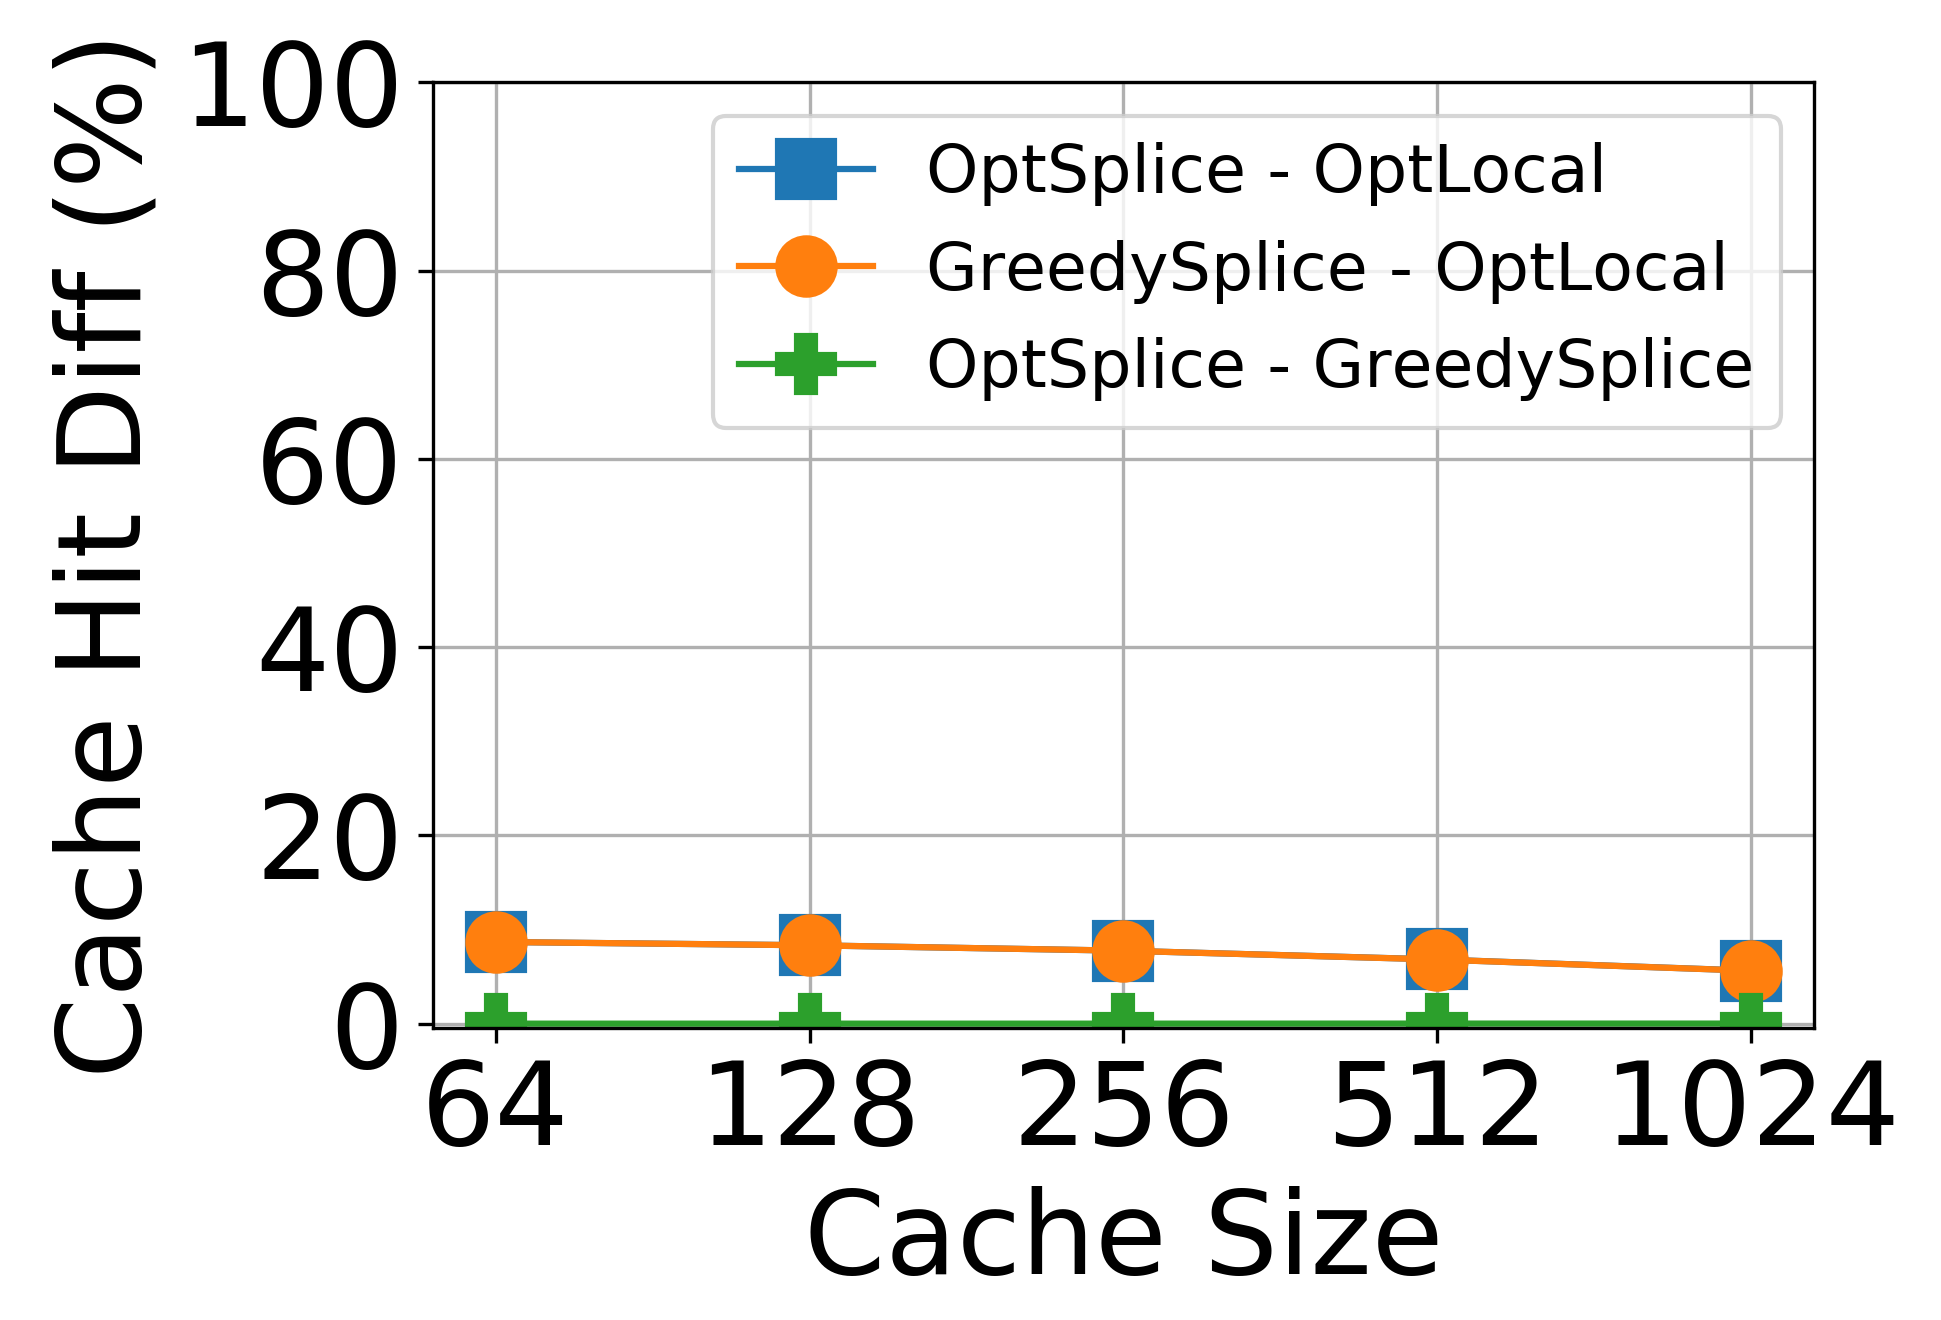 Cache Hit Diff (%)
100
80
60
40
20
0
OptSplice - OptLocal
GreedySplice - OptLocal
OptSplice - GreedySplice
64 128 256 512 1024
Cache Size